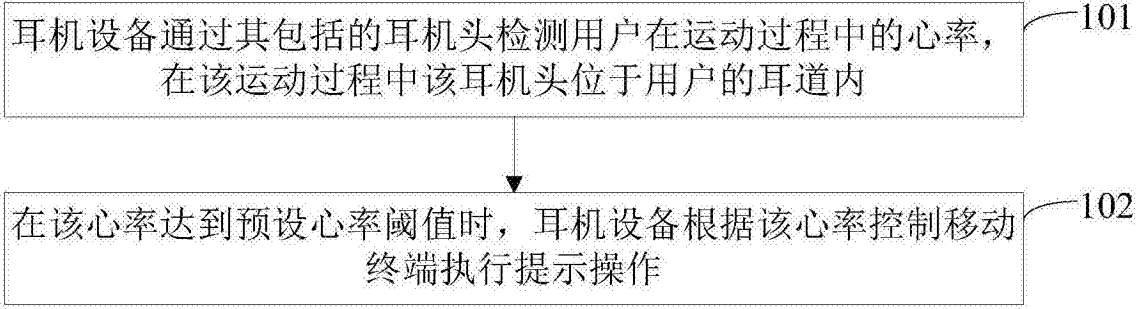 耳机设备通过其包括的耳机头检测用户在运动过程中的心率，
在该运动过程中该耳机头位于用户的耳道内
101
在该心率达到预设心率阈值时，耳机设备根据该心率控制移动
终端执行提示操作
102